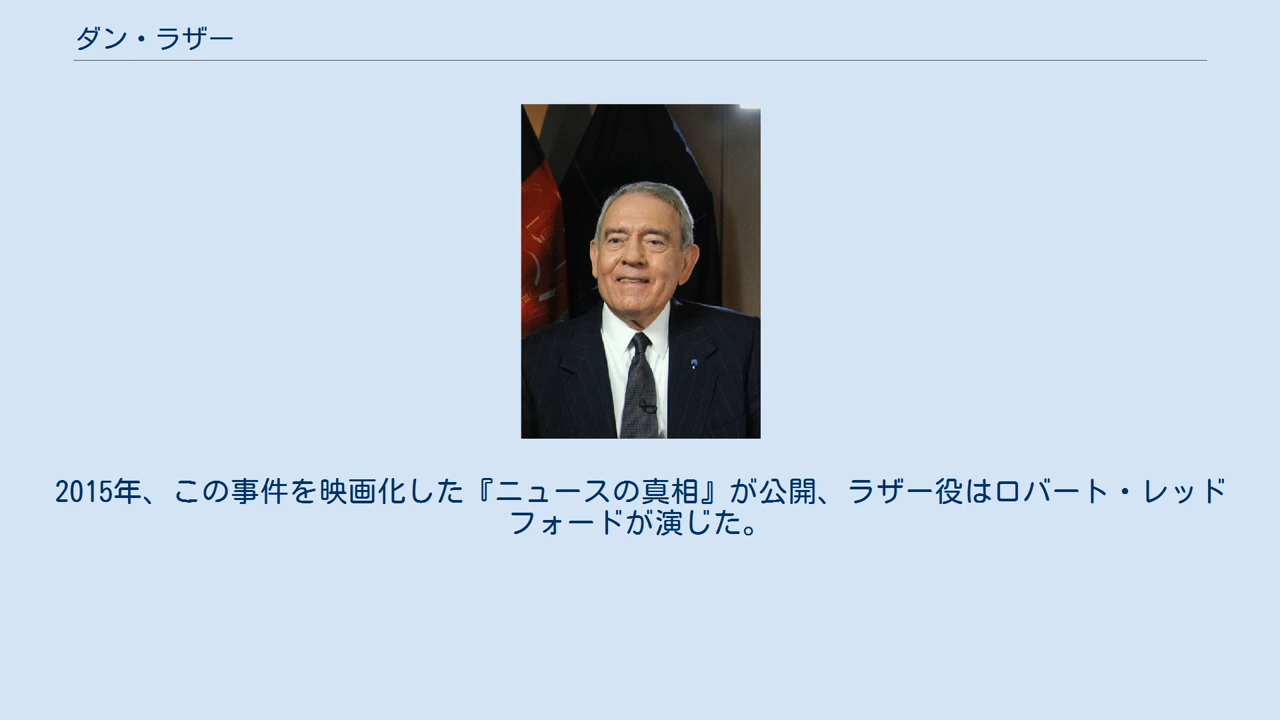 ダン・ラザー
2015年、この事件を映画化した『ニュースの真相』が公開、ラザー役はロバート・レッド
フォードが演じた。